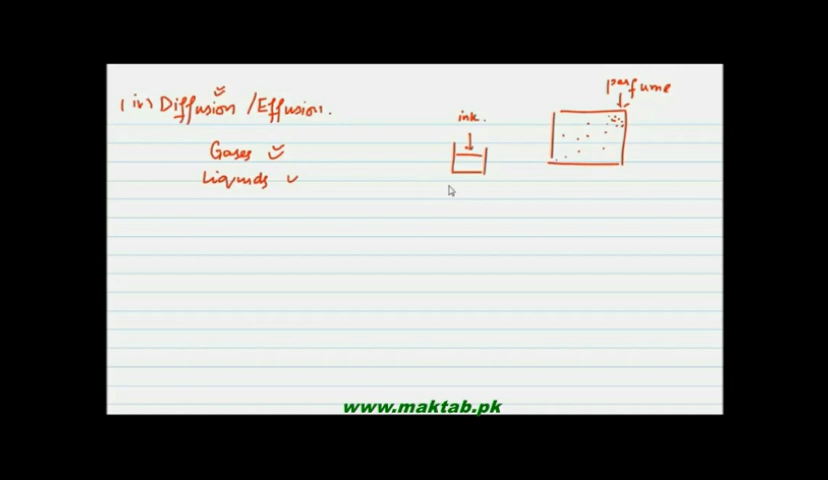 (iv) Diffusion / Effusion.
Gases
Liquids
ink.
perfume
www.maktab.pk